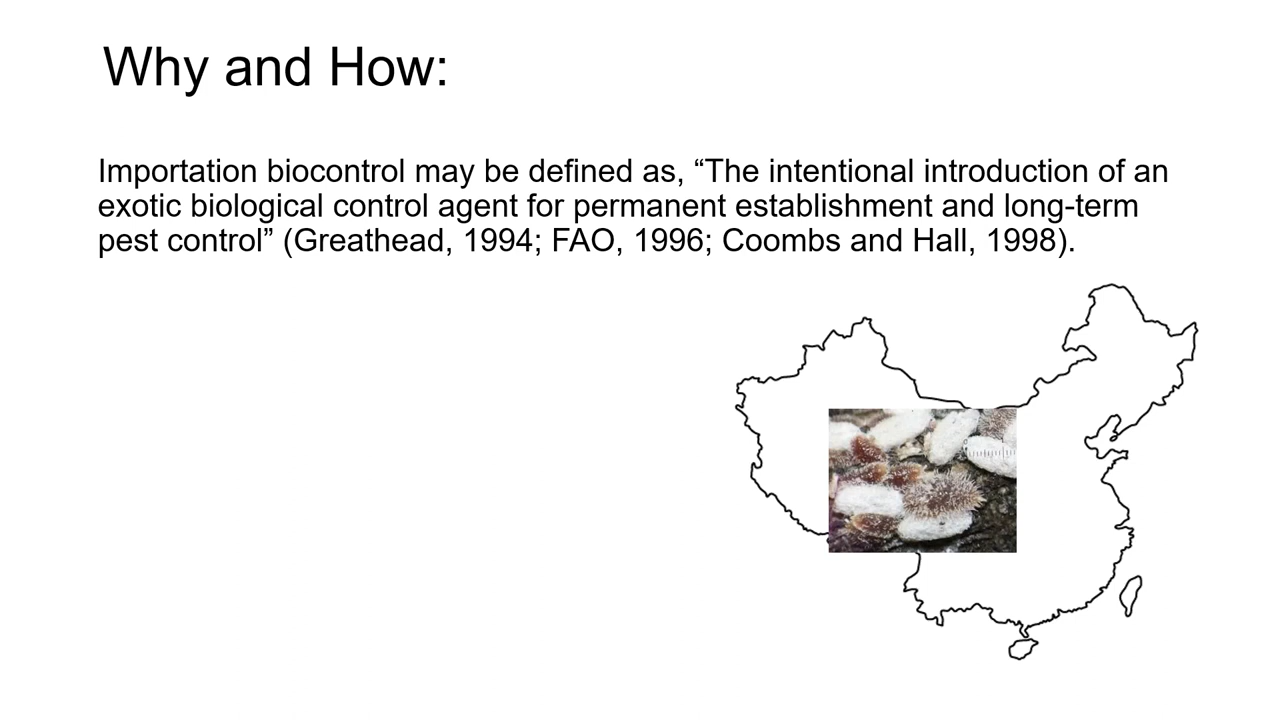 Why and How:
Importation biocontrol may be defined as, “The intentional introduction of an
exotic biological control agent for permanent establishment and long-term
pest control” (Greathead, 1994; FAO, 1996; Coombs and Hall, 1998).